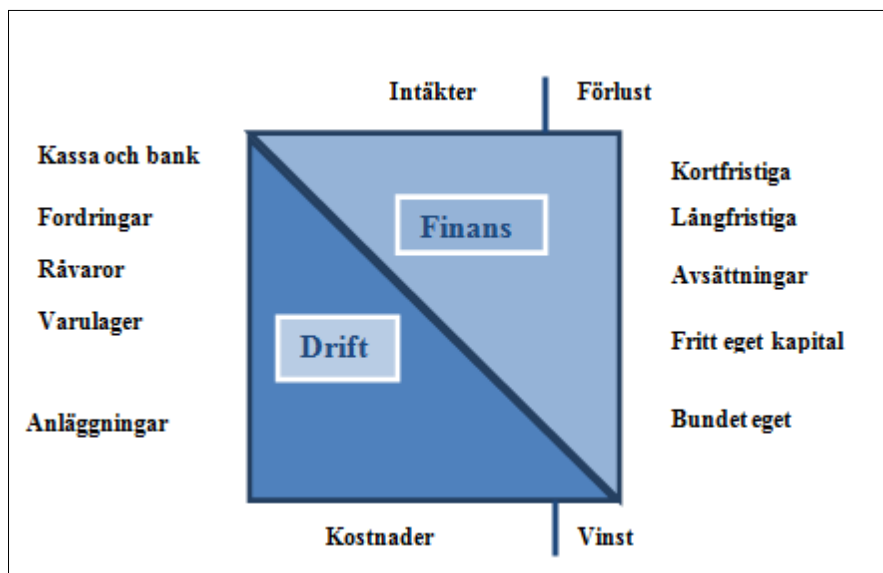 Intäkter
Förlust
Kassa och bank
Fordringar
Råvaror
Varulager
Anläggningar
Finans
Drift
Kortfristiga
Långfristiga
Avsättningar
Fritt eget kapital
Bundet eget
Kostnader
Vinst